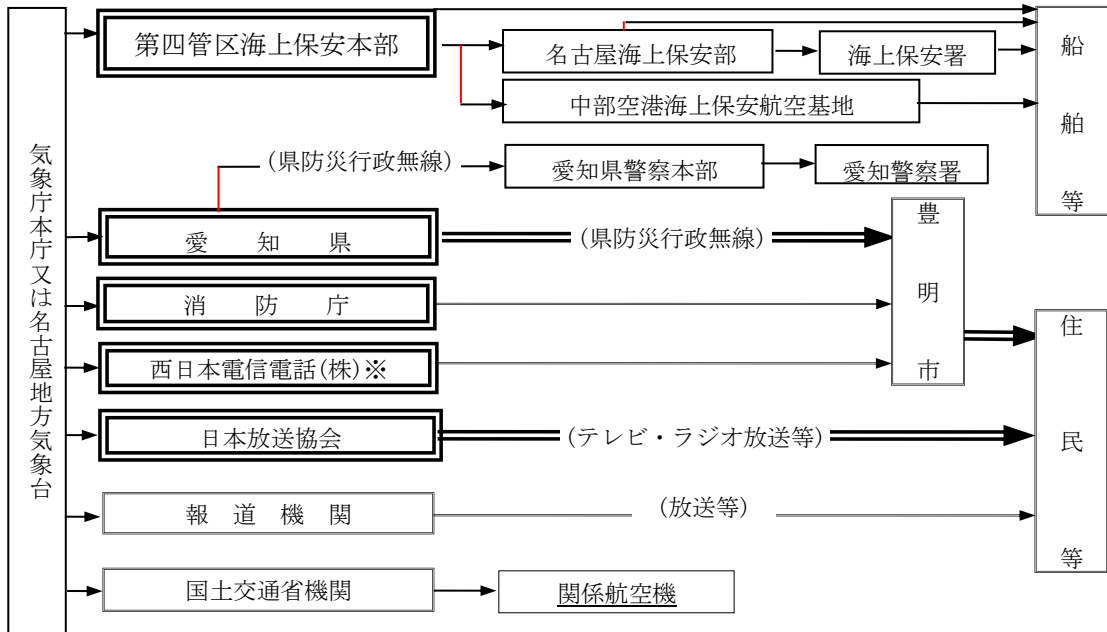 気象庁本庁又は名古屋地方気象台
第四管区海上保安本部
名古屋海上保安部
海上保安署
中部空港海上保安航空基地
船舶等
(県防災行政無線)
愛知県警察本部
愛知警察署
愛知県
(県防災行政無線)
豊明市
消防庁
西日本電信電話(株)※
日本放送協会
(テレビ・ラジオ放送等)
住民等
報道機関
(放送等)
国土交通省機関
関係航空機